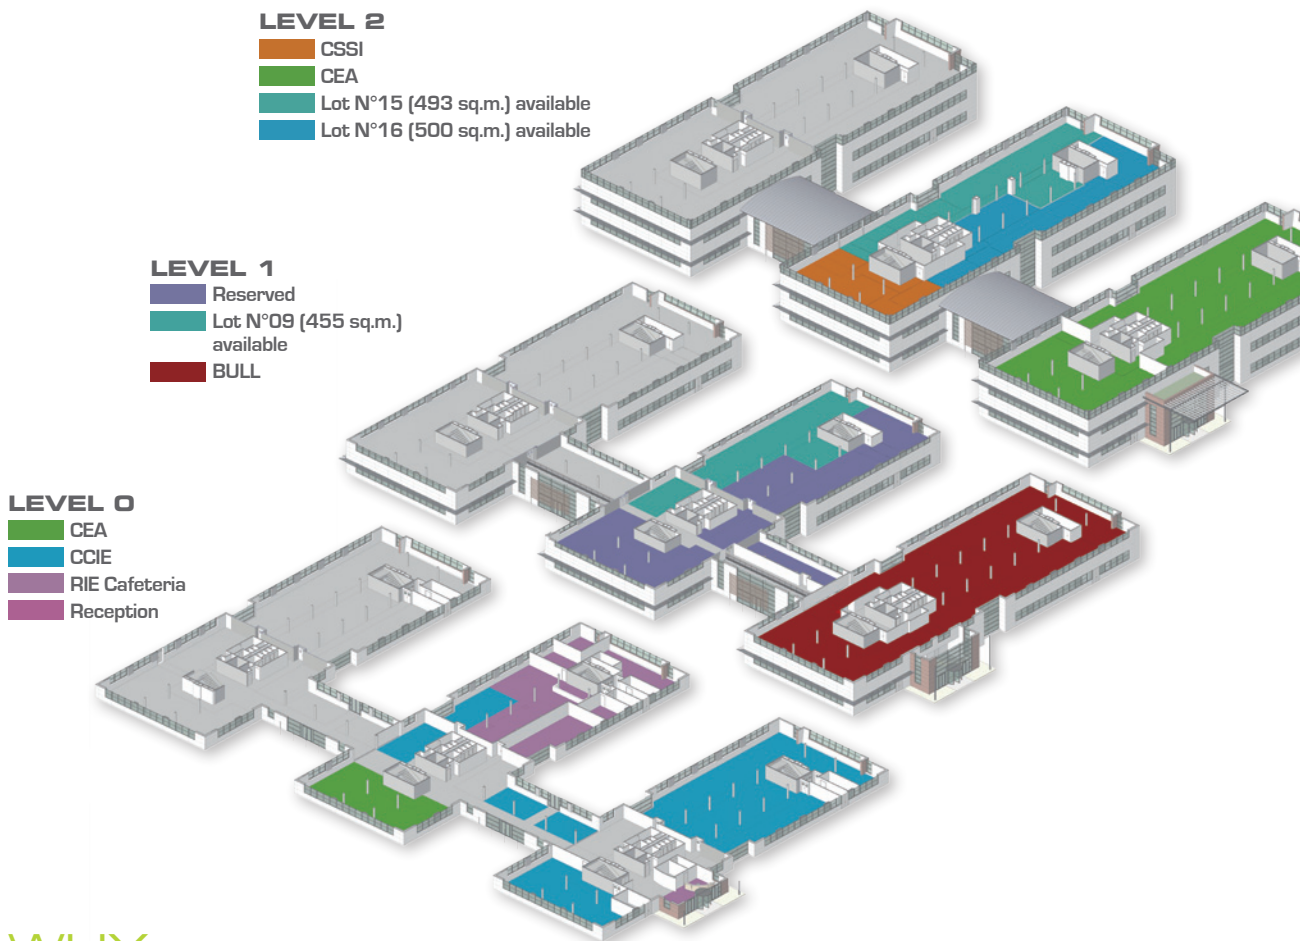 LEVEL 2
CSSI
CEA
Lot N°15 (493 sq.m.) available
Lot N°16 (500 sq.m.) available
LEVEL 1
Reserved
Lot N°09 (455 sq.m.)
available
BULL
LEVEL 0
CEA
CCIE
RIE Cafeteria
Reception